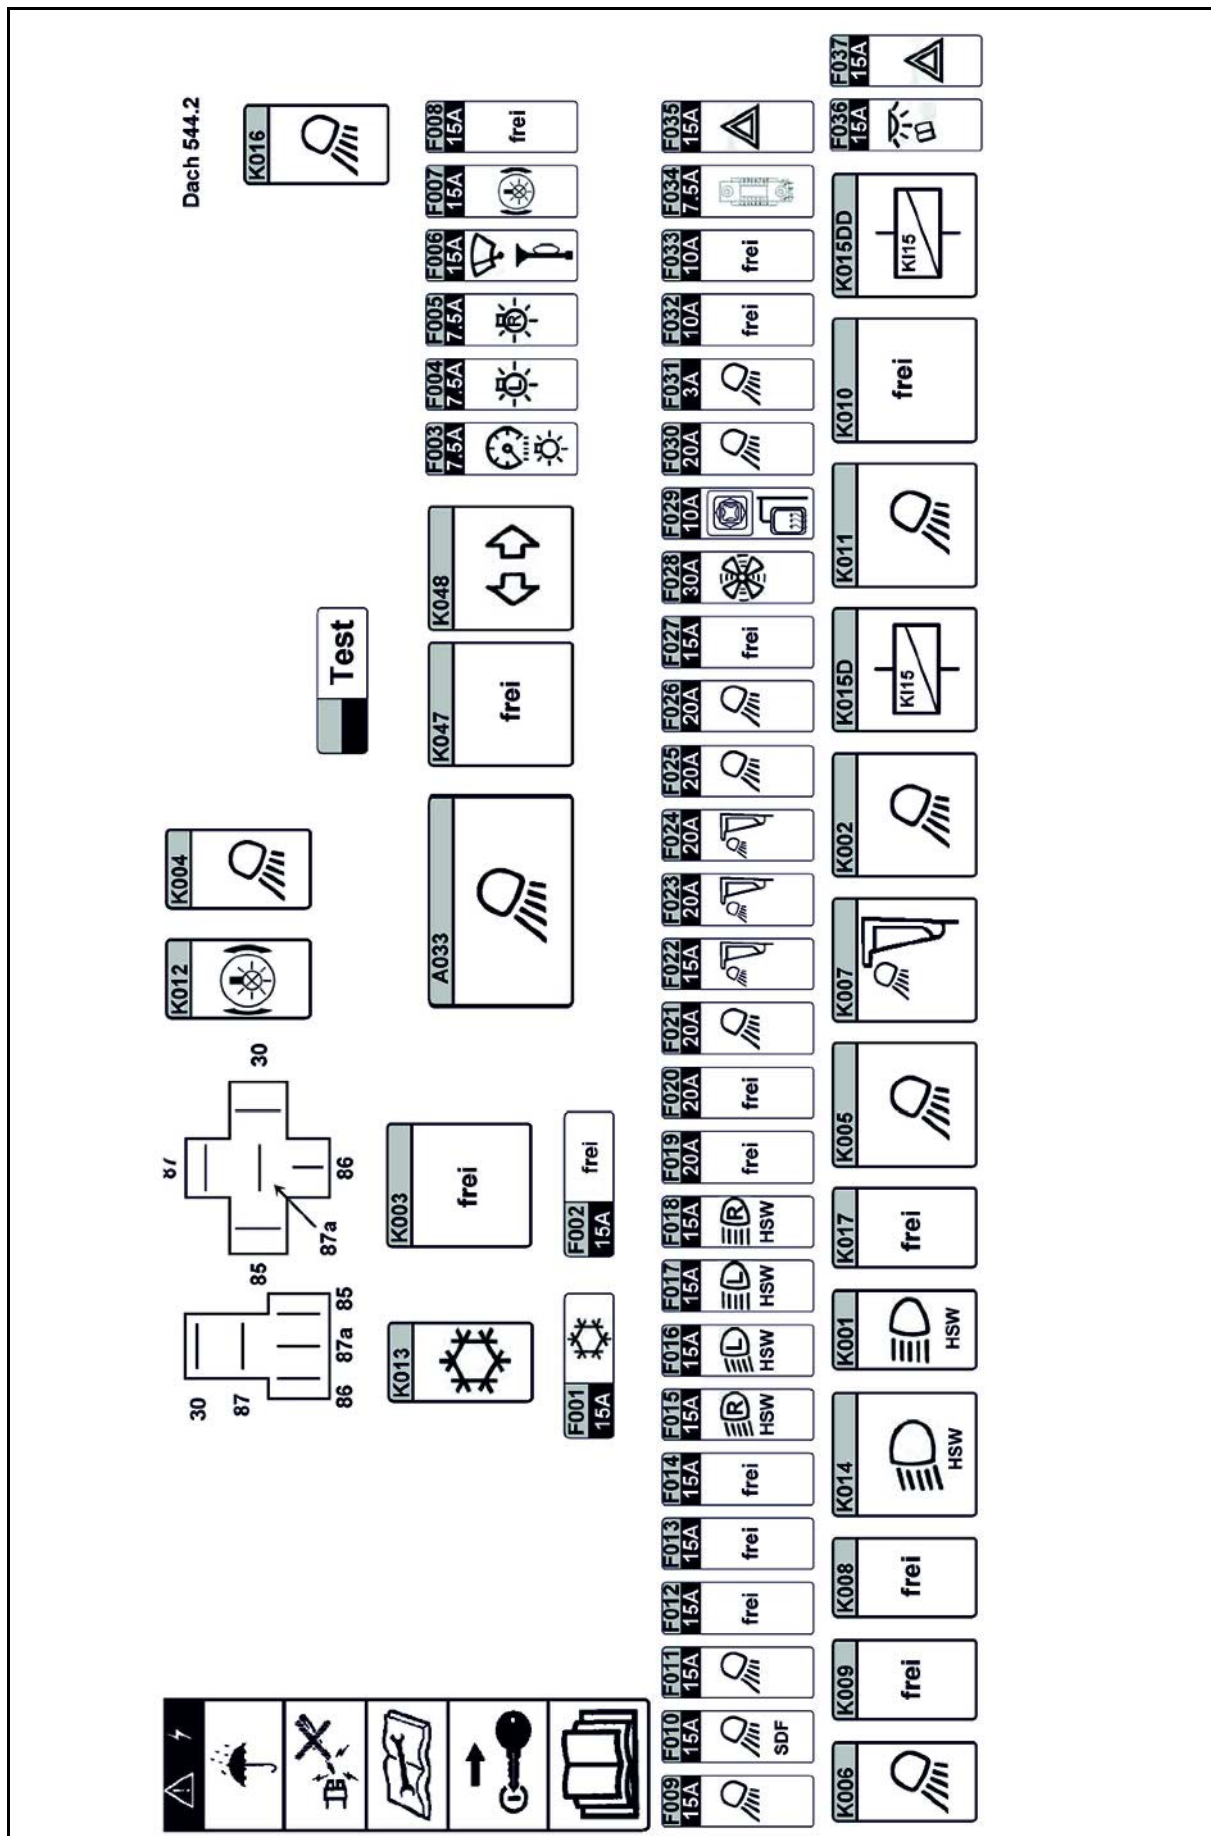 Dach 544.2
30
87
86
87a
85
85
87
87a
86
30
K012
K004
K016
Test
K013
K003
frei
A033
K047
frei
K048
F003
7.5A
F004
7.5A
L
F005
7.5A
R
F006
15A
F007
15A
F008
15A
frei
F001
15A
F002
15A
frei
F009
15A
F010
15A
SDF
F011
15A
F012
15A
frei
F013
15A
frei
F014
15A
frei
F015
15A
R
HSW
F016
15A
L
HSW
F017
15A
L
HSW
F018
15A
R
HSW
F019
20A
frei
F020
20A
frei
F021
20A
F022
15A
F023
20A
F024
20A
F025
20A
F026
20A
F027
15A
frei
F028
30A
F029
10A
F030
20A
F031
3A
F032
10A
frei
F033
10A
frei
F034
7.5A
F035
15A
K006
K009
frei
K008
frei
K014
HSW
K001
HSW
K017
frei
K005
K007
K002
K015D
KI15
K011
K010
frei
K015DD
KI15
F036
15A
F037
15A